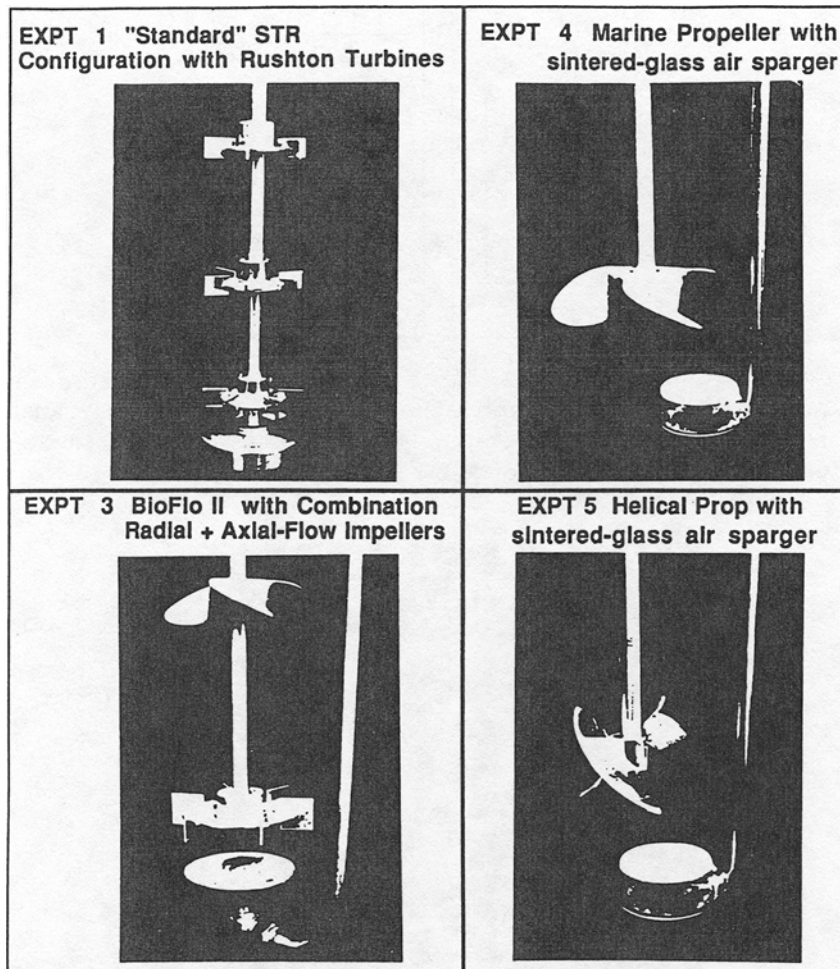 EXPT 1 "Standard" STR
Configuration with Rushton Turbines
EXPT 4 Marine Propeller with
sintered-glass air sparger
EXPT 3 BioFlo II with Combination
Radial + Axial-Flow Impellers
EXPT 5 Helical Prop with
sintered-glass air sparger